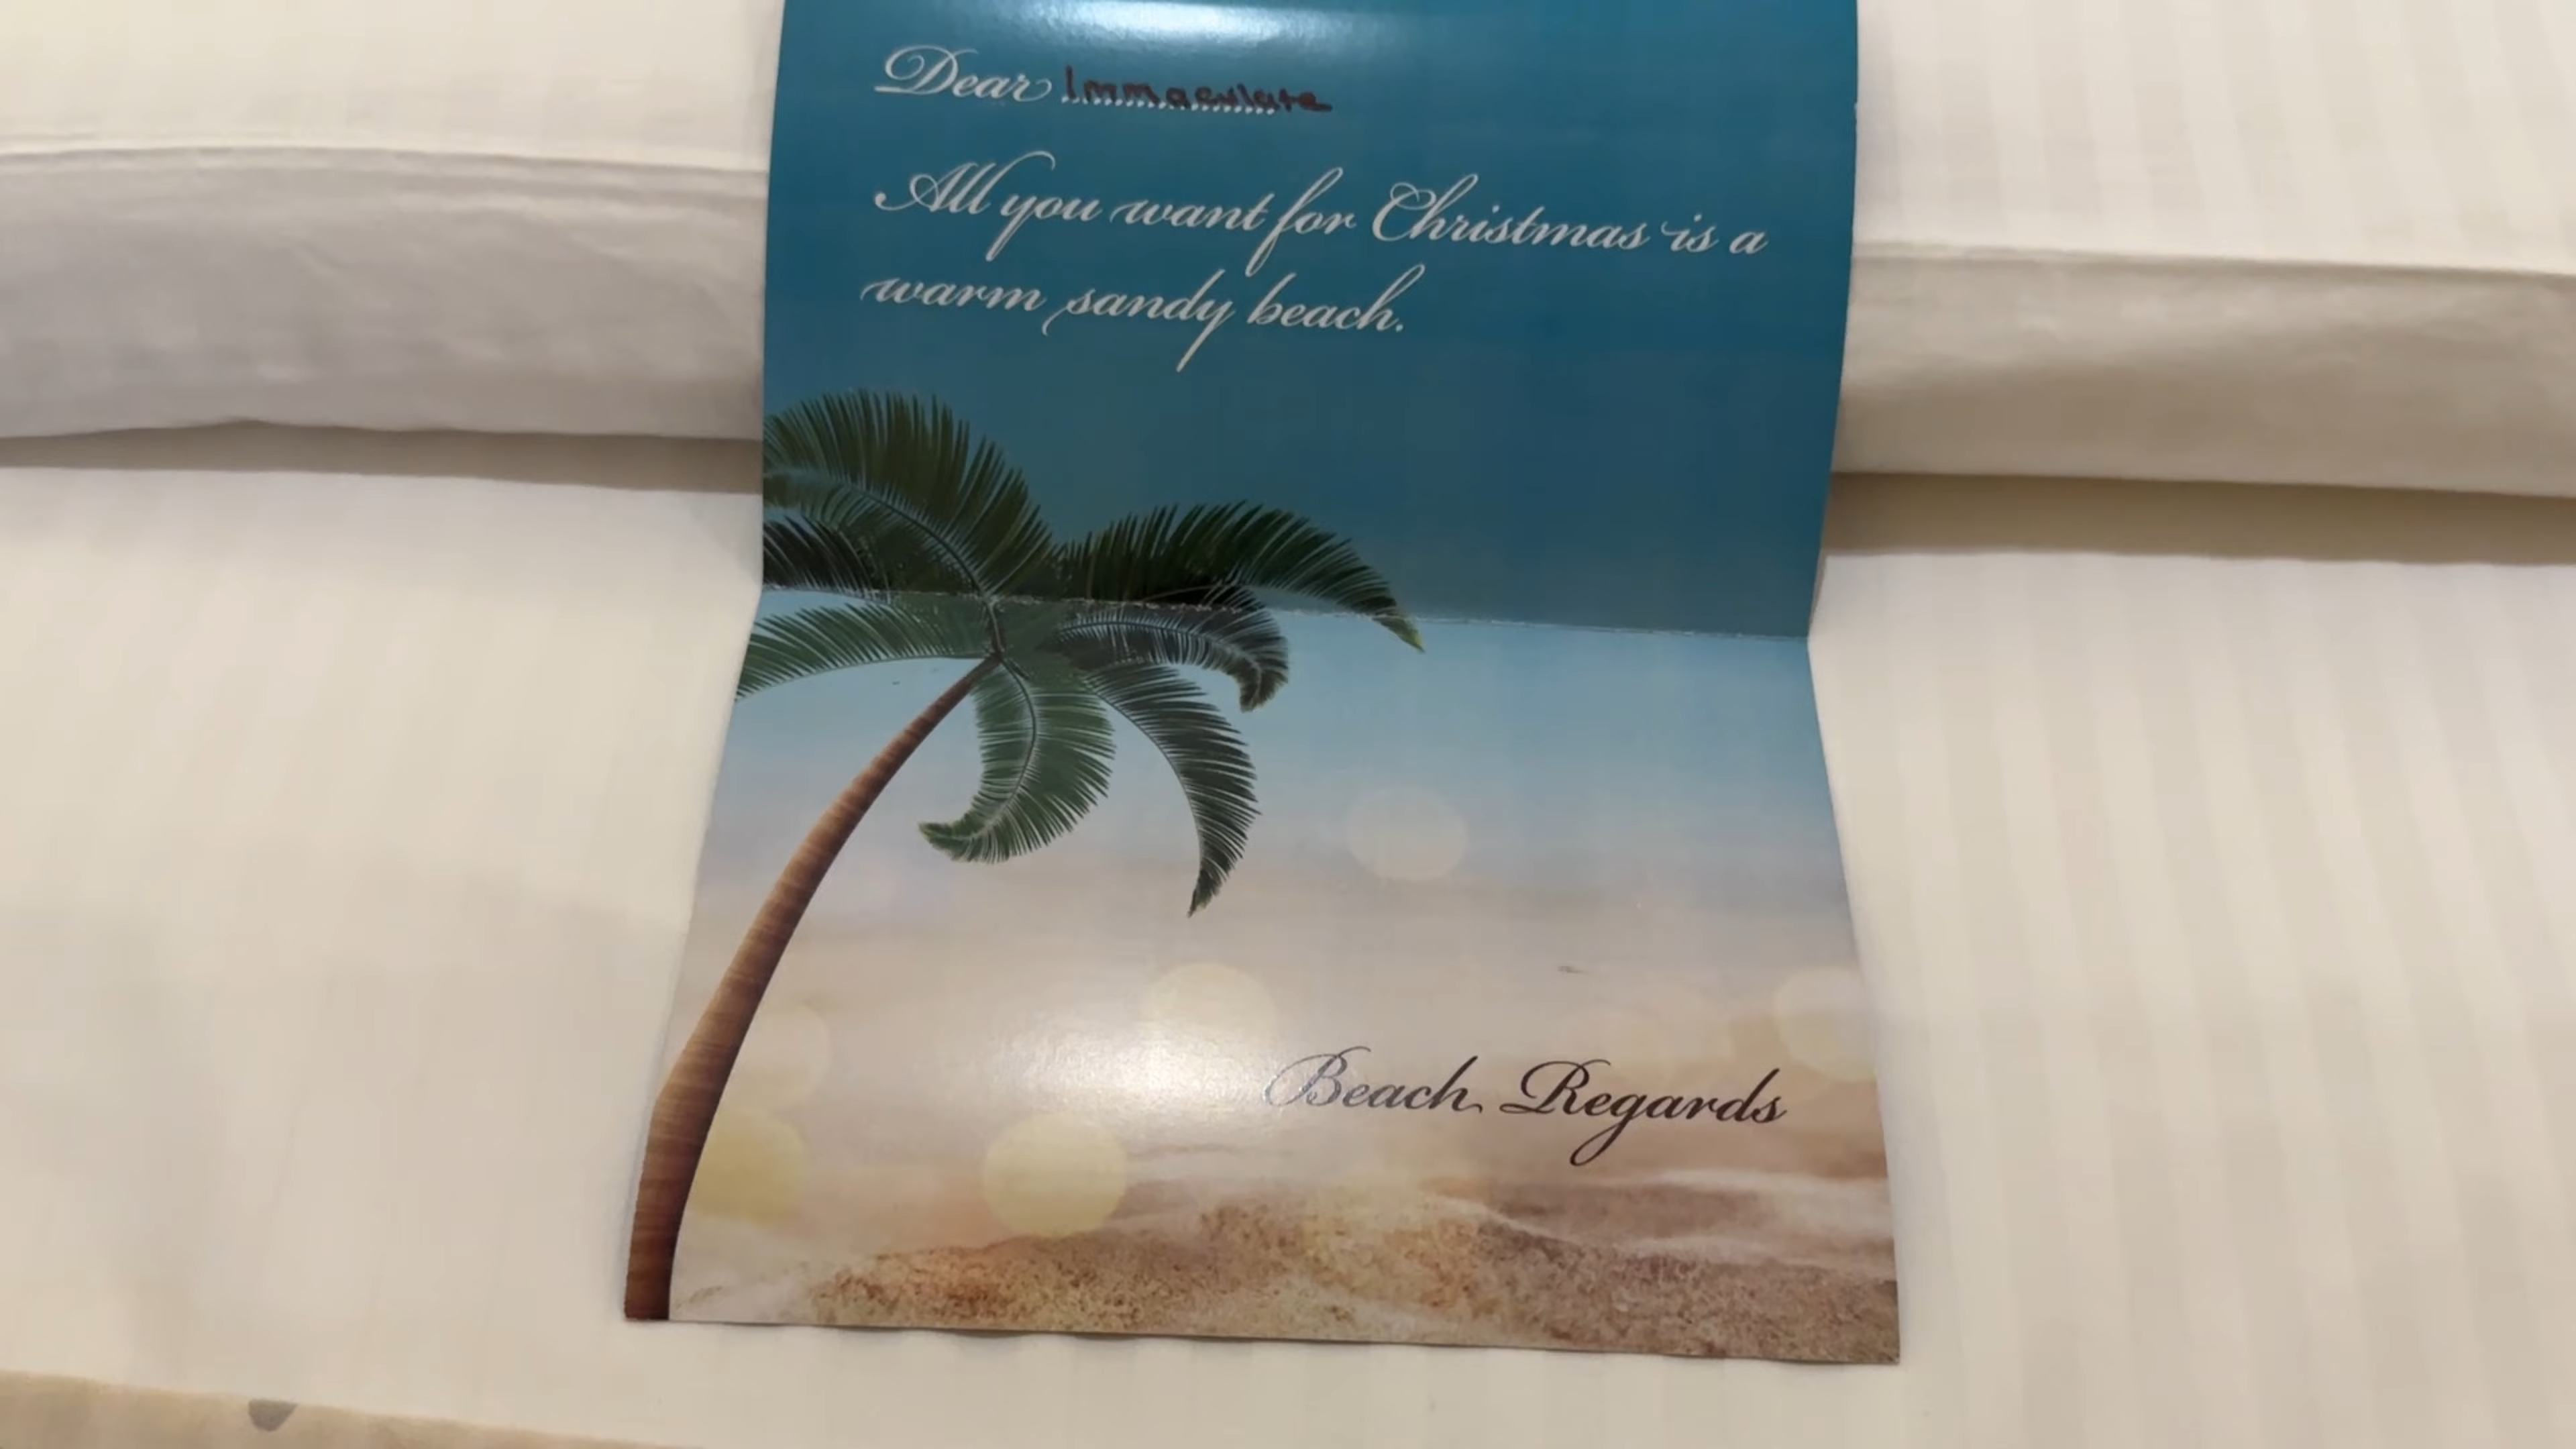 Dear Immaculate
All you want for Christmas is a
warm sandy beach.
Beach Regards